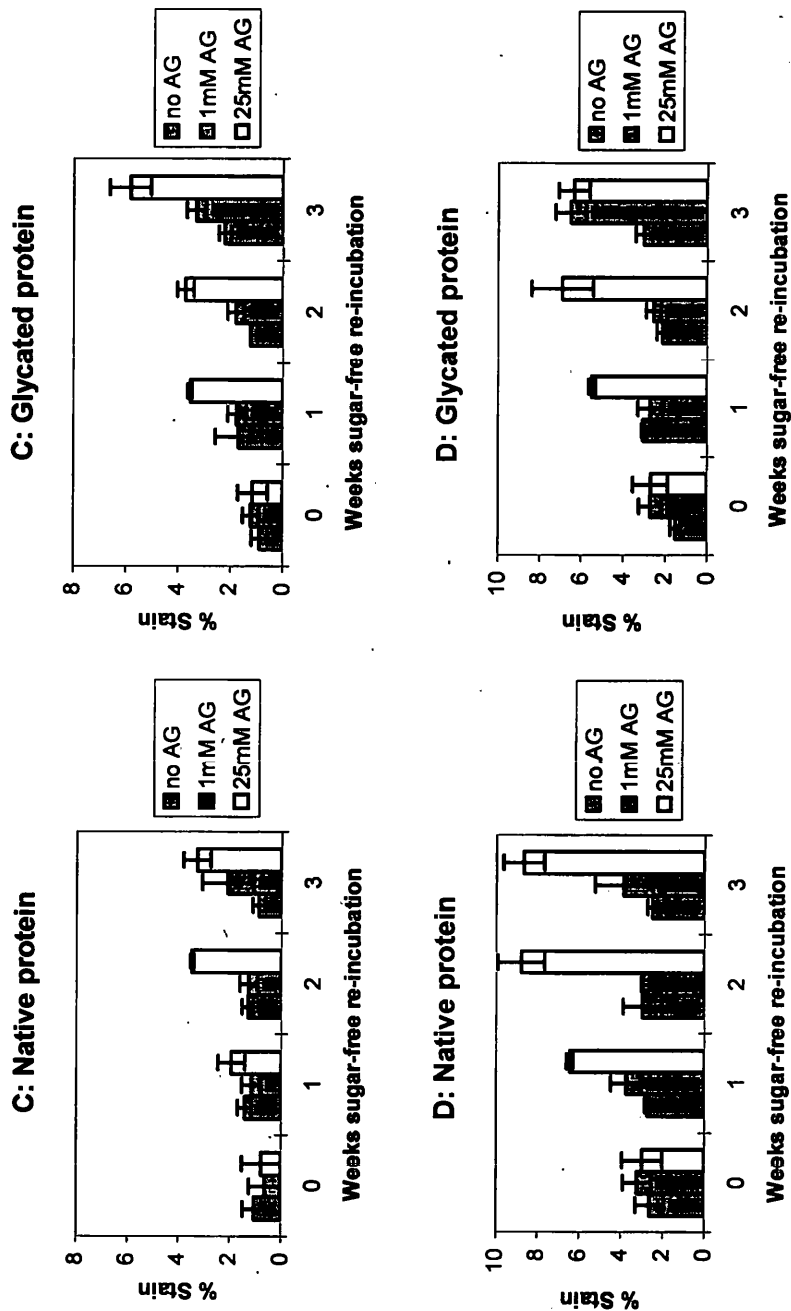 C: Native protein
% Stain
8
6
4
2
0
0
1
2
3
Weeks sugar-free re-incubation
no AG
1mM AG
25mM AG
C: Glycated protein
% Stain
8
6
4
2
0
0
1
2
3
Weeks sugar-free re-incubation
no AG
1mM AG
25mM AG
D: Native protein
% Stain
10
8
6
4
2
0
0
1
2
3
Weeks sugar-free re-incubation
no AG
1mM AG
25mM AG
D: Glycated protein
% Stain
10
8
6
4
2
0
0
1
2
3
Weeks sugar-free re-incubation
no AG
1mM AG
25mM AG